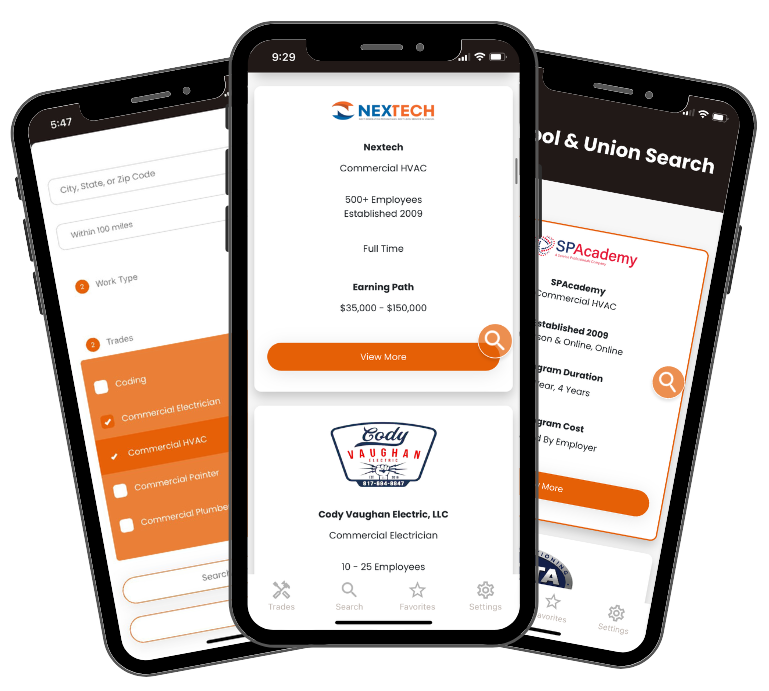 5:47
City, State, or Zip Code
Within 100 miles
2 Work Type
2 Trades
Coding
Commercial Electrician
Commercial HVAC
Commercial Painter
Commercial Plumbe
Search
9:29
NEXTECH
Nextech
Commercial HVAC
500+ Employees
Established 2009
Full Time
Earning Path
$35,000 - $150,000
View More
Cody
VAUGHAN
ELECTRIC
817-894-8847
Cody Vaughan Electric, LLC
Commercial Electrician
10 - 25 Employees
Trades
Search
Favorites
Settings
ool & Union Search
SPAcademy
SPAcademy
Commercial HVAC
stablished 2009
son & Online, Online
gram Duration
ear, 4 Years
gram Cost
d By Employer
More
TIONING
TA
avorites
Settings